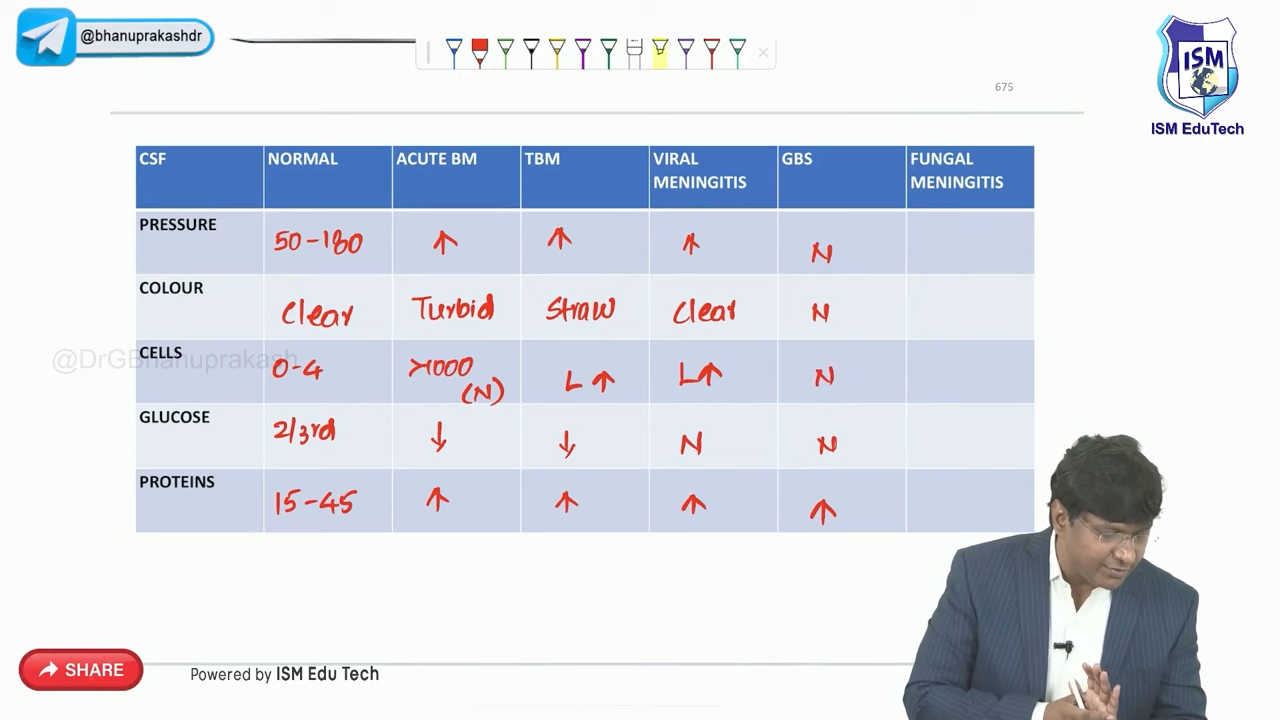 @bhanuprakashdr
ISM
ISM EduTech
675
CSF NORMAL ACUTE BM TBM VIRAL MENINGITIS GBS FUNGAL MENINGITIS
PRESSURE 50-180 ↑ ↑ ↑ N
COLOUR Clear Turbid Straw Clear N
@DrGBhanuprakash
CELLS 0-4 >1000 (N) L ↑ L↑ N
GLUCOSE 2/3rd ↓ ↓ N N
PROTEINS 15-45 ↑ ↑ ↑ ↑
SHARE
Powered by ISM Edu Tech